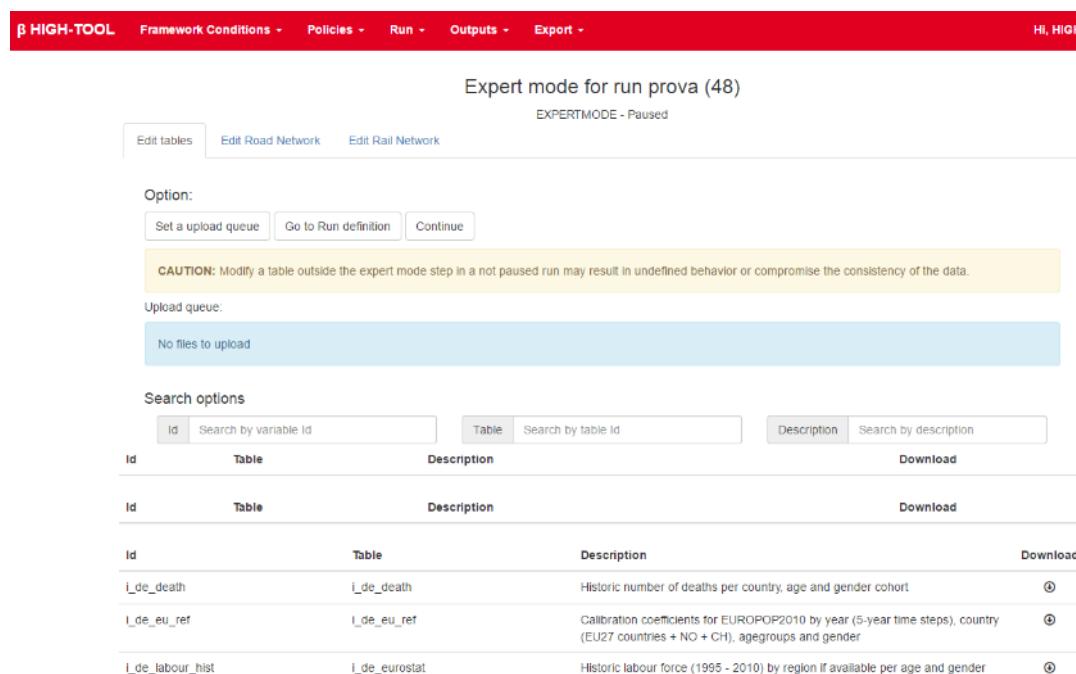 β HIGH-TOOL Framework Conditions Policies Run Outputs Export Hi, HIGH
Expert mode for run prova (48)
EXPERTMODE - Paused
Edit tables Edit Road Network Edit Rail Network
Option:
Set a upload queue Go to Run definition Continue
CAUTION: Modify a table outside the expert mode step in a not paused run may result in undefined behavior or compromise the consistency of the data.
Upload queue:
No files to upload
Search options
Id Search by variable Id Table Search by table Id Description Search by description
Id Table Description Download
Id Table Description Download
Id Table Description Download
i_de_death i_de_death Historic number of deaths per country, age and gender cohort
i_de_eu_ref i_de_eu_ref Calibration coefficients for EUROPOP2010 by year (5-year time steps), country
(EU27 countries + NO + CH), agegroups and gender
i_de_labour_hist i_de_eurostat Historic labour force (1995 - 2010) by region if available per age and gender